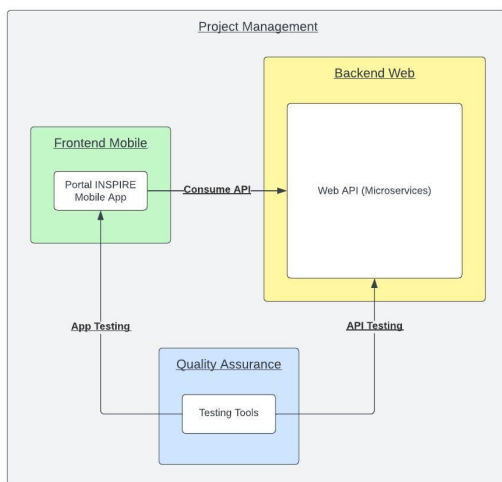 Project Management
Backend Web
Frontend Mobile
Portal INSPIRE
Mobile App
Consume API
Web API (Microservices)
App Testing
API Testing
Quality Assurance
Testing Tools